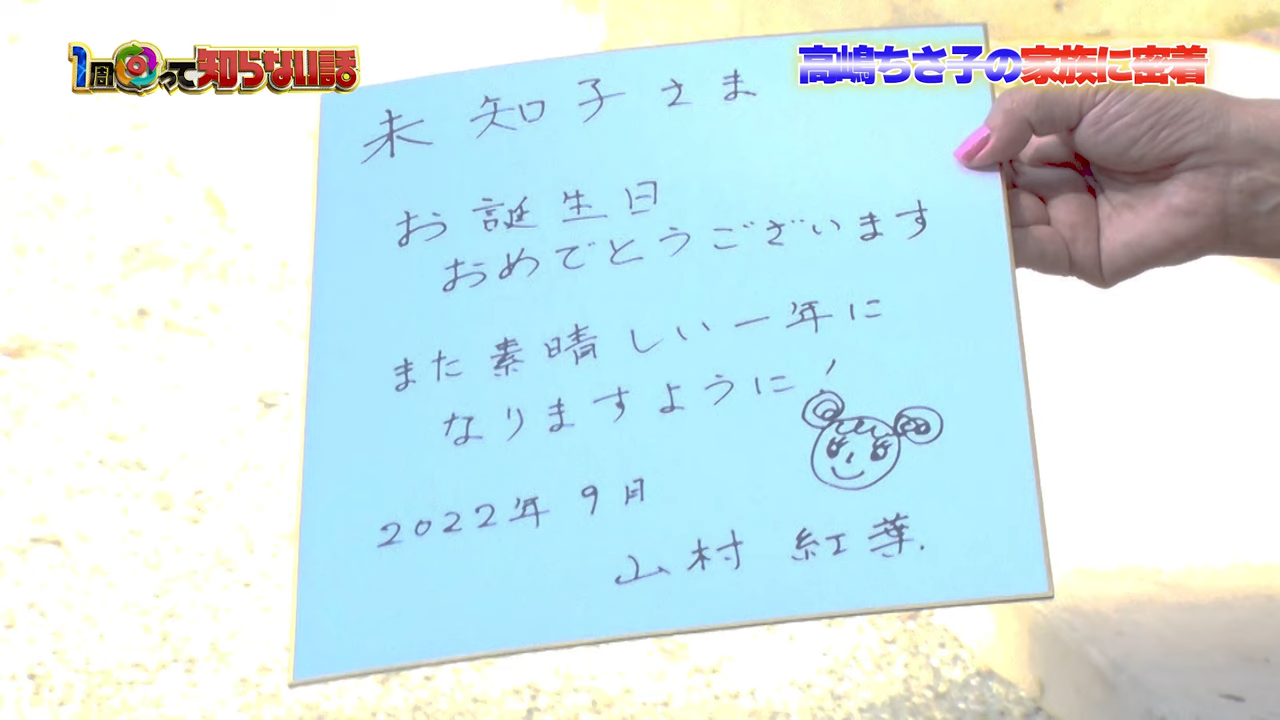 1周回って知らない話
高嶋ちさ子の家族に密着
未知子さま
お誕生日
おめでとうございます
また素晴しい一年に
なりますように!
2022年9月
山村 紅葉.